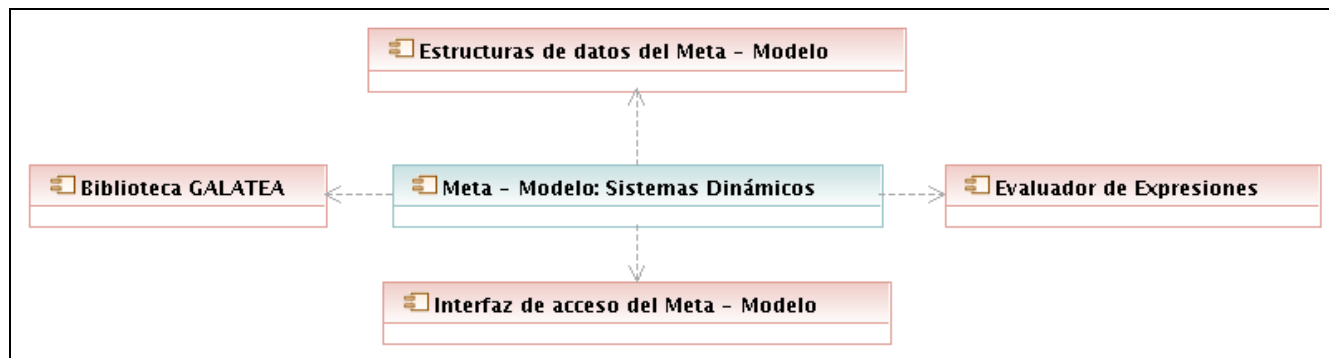 Estructuras de datos del Meta - Modelo
Biblioteca GALATEA
Meta - Modelo: Sistemas Dinámicos
Evaluador de Expresiones
Interfaz de acceso del Meta - Modelo